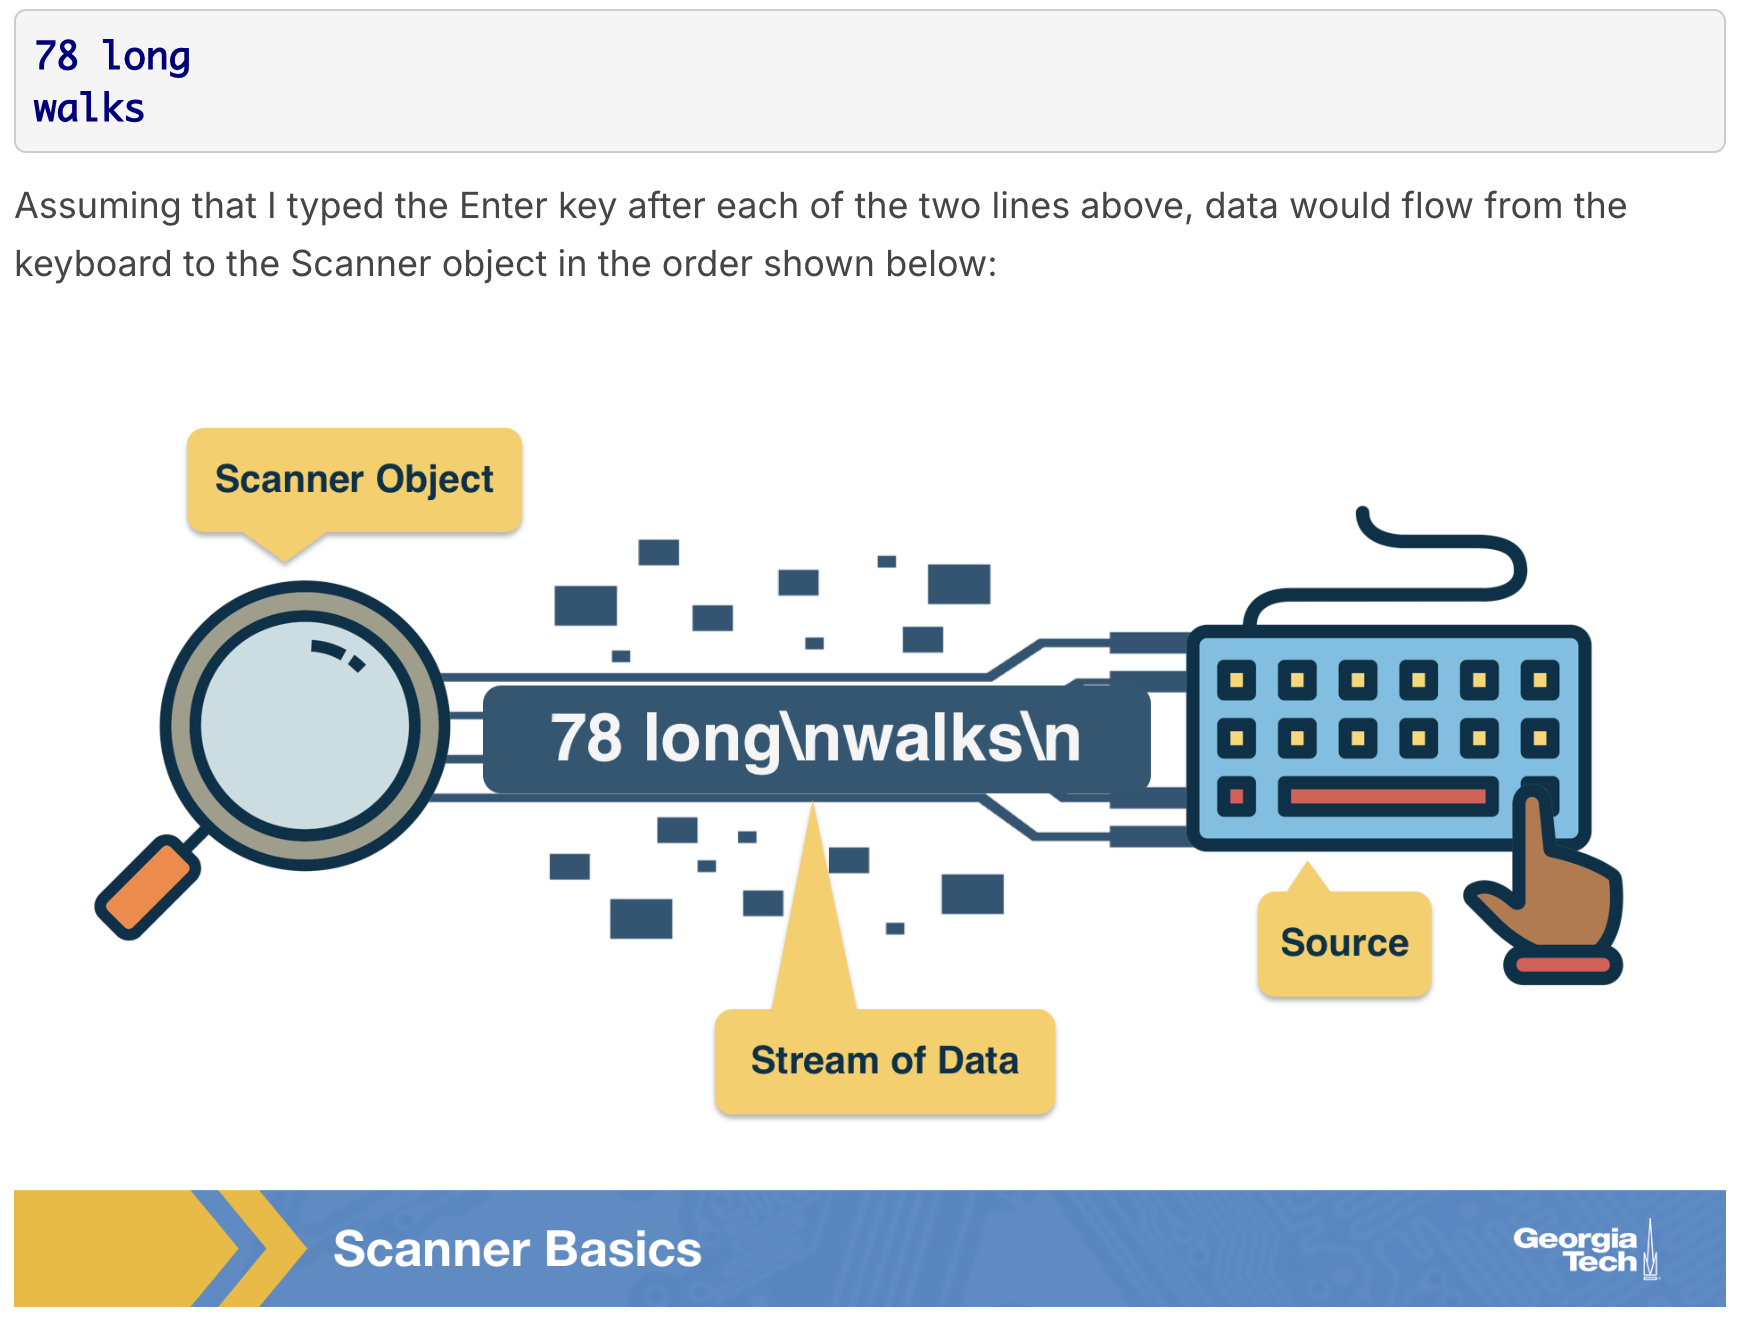 78 long
walks
Assuming that I typed the Enter key after each of the two lines above, data would flow from the
keyboard to the Scanner object in the order shown below:
Scanner Object
78 long\nwalks\n
Source
Stream of Data
Scanner Basics
Georgia
Tech